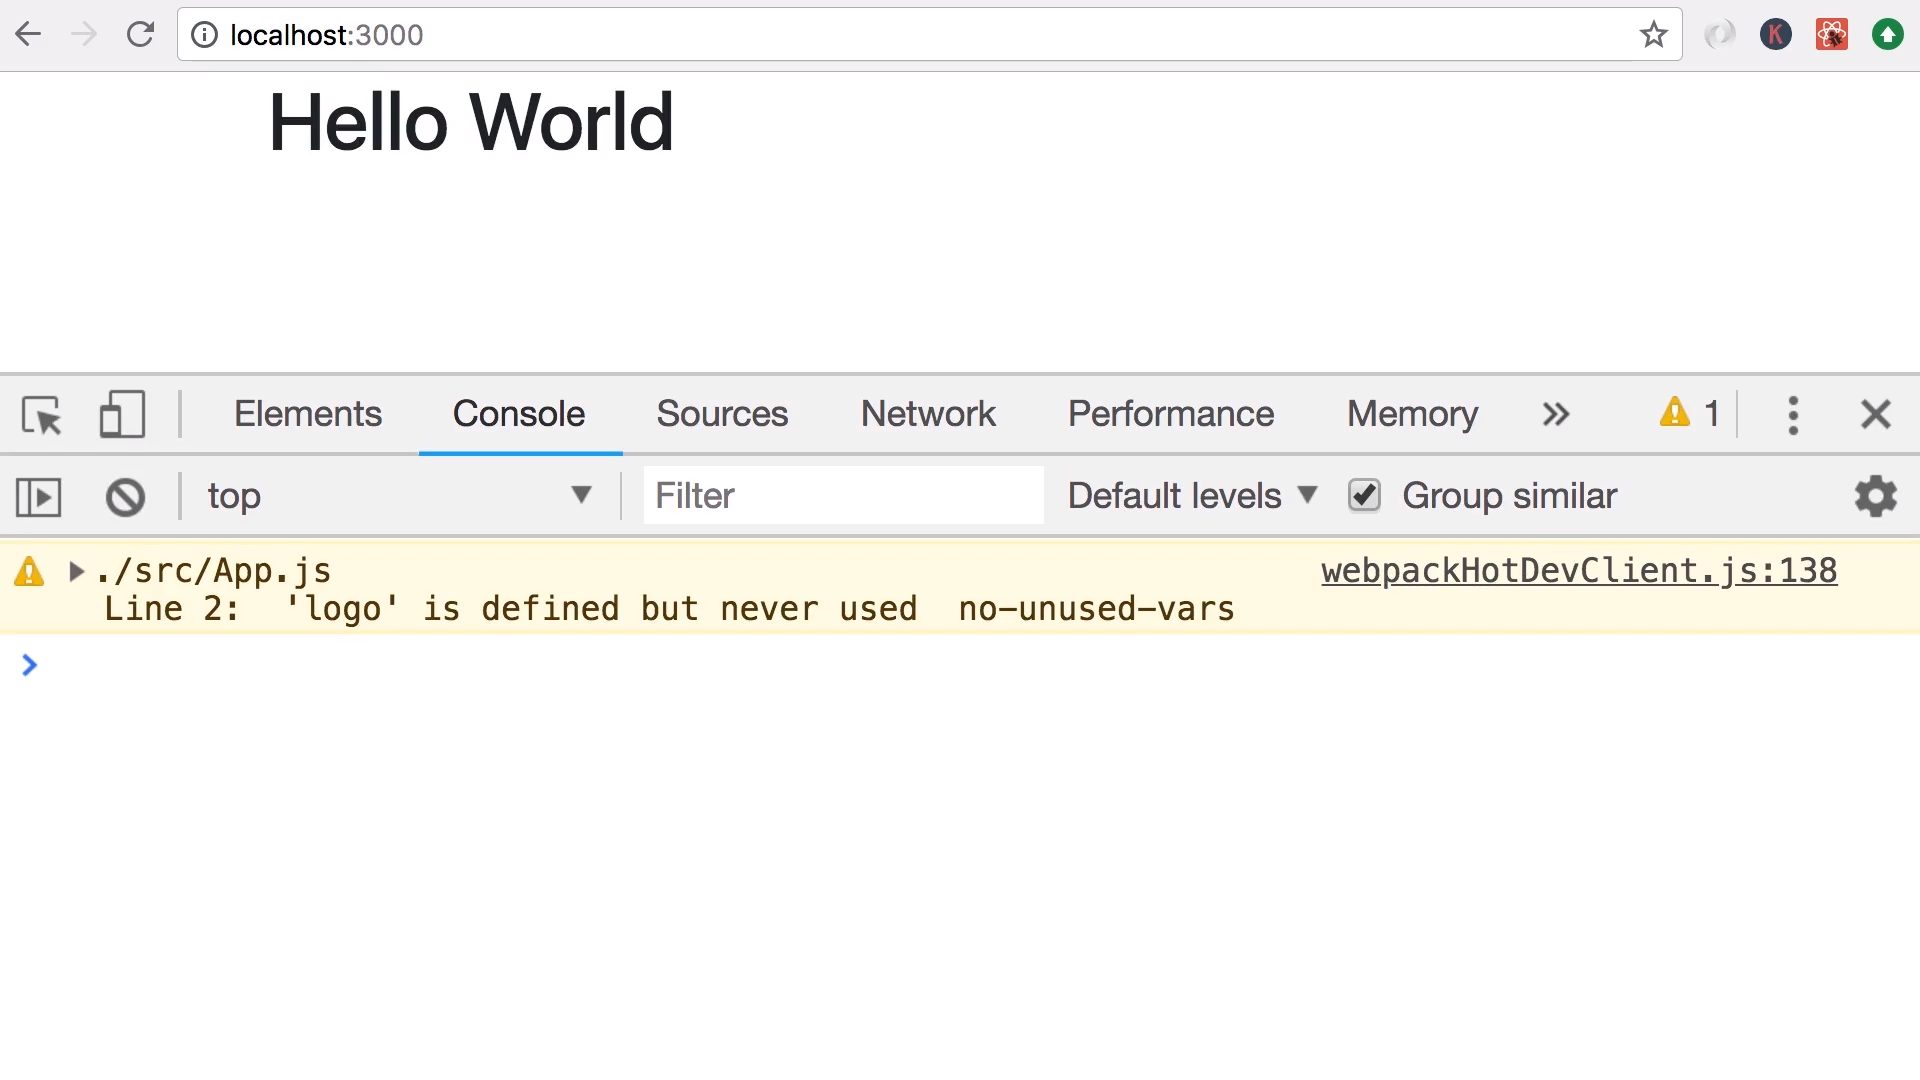 localhost:3000
K
Hello World
Elements Console Sources Network Performance Memory » 1
top Filter Default levels Group similar
./src/App.js webpackHotDevClient.js:138
Line 2:  'logo' is defined but never used  no-unused-vars